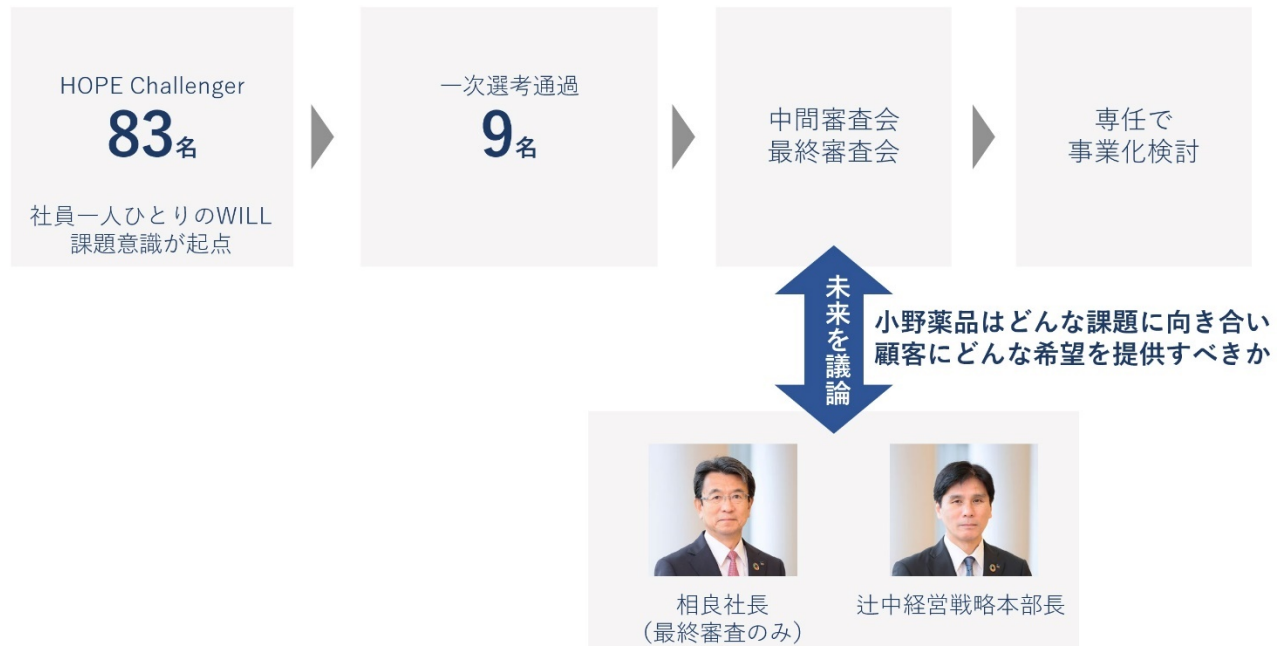 HOPE Challenger
83名
社員一人ひとりのWILL
課題意識が起点
一次選考通過
9名
中間審査会
最終審査会
専任で
事業化検討
未来を議論
小野薬品はどんな課題に向き合い
顧客にどんな希望を提供すべきか
相良社長
（最終審査のみ）
辻中経営戦略本部長